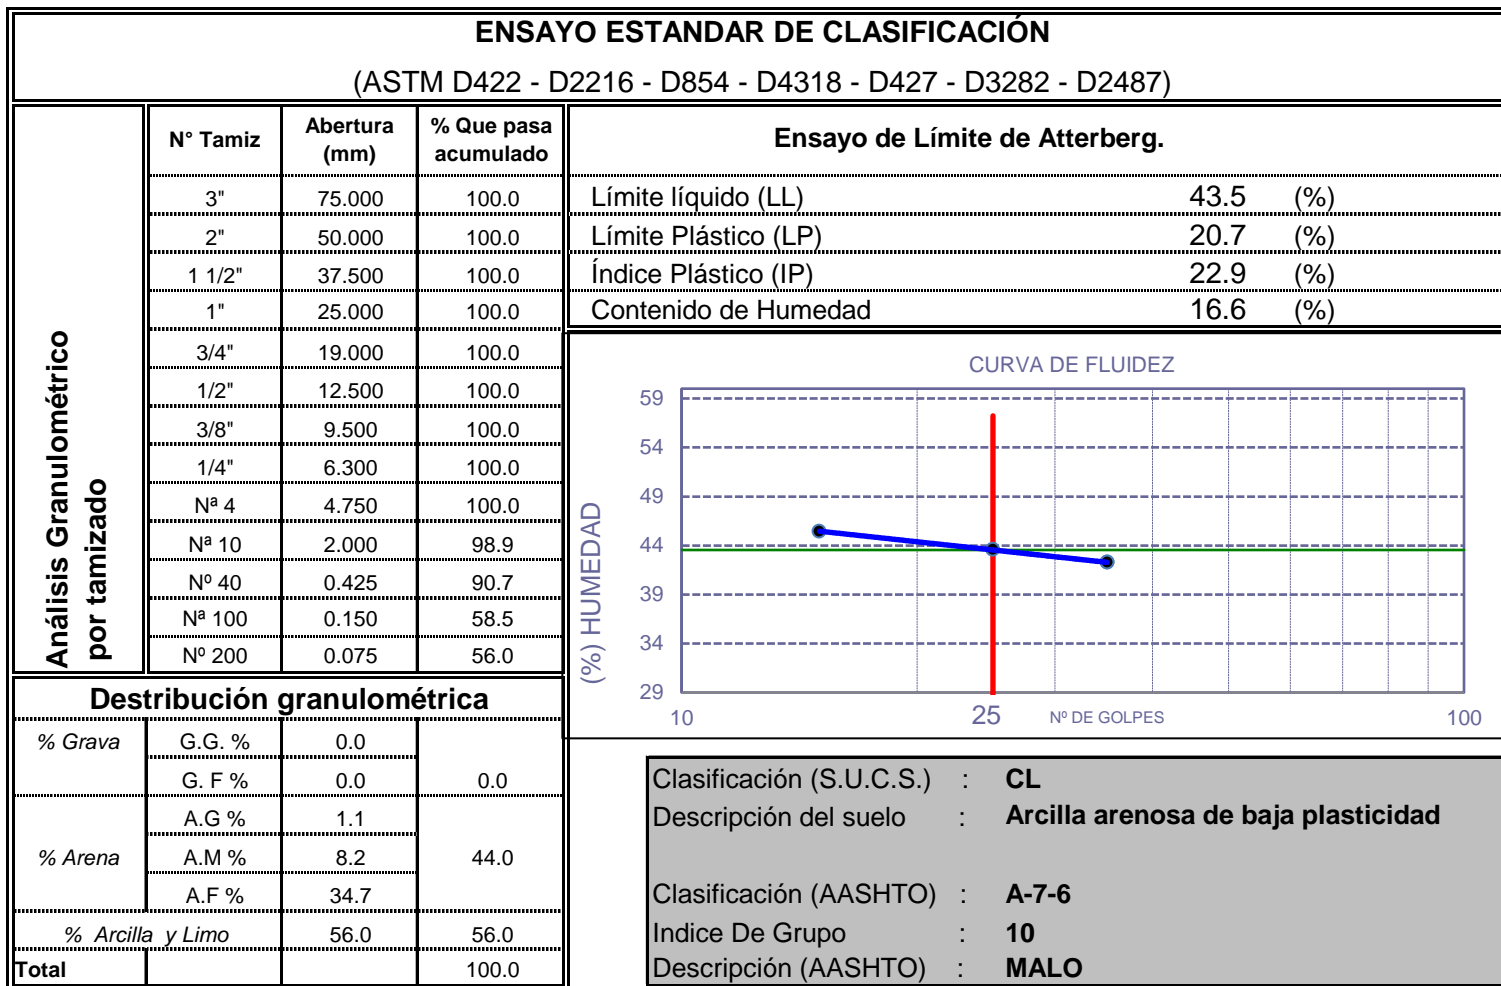 ENSAYO ESTANDAR DE CLASIFICACIÓN
(ASTM D422 - D2216 - D854 - D4318 - D427 - D3282 - D2487)
Análisis Granulométrico
por tamizado
N° Tamiz Abertura (mm) % Que pasa acumulado
3" 75.000 100.0
2" 50.000 100.0
1 1/2" 37.500 100.0
1" 25.000 100.0
3/4" 19.000 100.0
1/2" 12.500 100.0
3/8" 9.500 100.0
1/4" 6.300 100.0
Nª 4 4.750 100.0
Nª 10 2.000 98.9
Nº 40 0.425 90.7
Nª 100 0.150 58.5
Nº 200 0.075 56.0
Destribución granulométrica
% Grava G.G. % 0.0
G. F % 0.0 0.0
A.G % 1.1
% Arena A.M % 8.2 44.0
A.F % 34.7
% Arcilla y Limo 56.0 56.0
Total 100.0
Ensayo de Límite de Atterberg.
Límite líquido (LL) 43.5 (%)
Límite Plástico (LP) 20.7 (%)
Índice Plástico (IP) 22.9 (%)
Contenido de Humedad 16.6 (%)
CURVA DE FLUIDEZ
(%) HUMEDAD
59
54
49
44
39
34
29
10 25 Nº DE GOLPES 100
Clasificación (S.U.C.S.) : CL
Descripción del suelo : Arcilla arenosa de baja plasticidad
Clasificación (AASHTO) : A-7-6
Indice De Grupo : 10
Descripción (AASHTO) : MALO